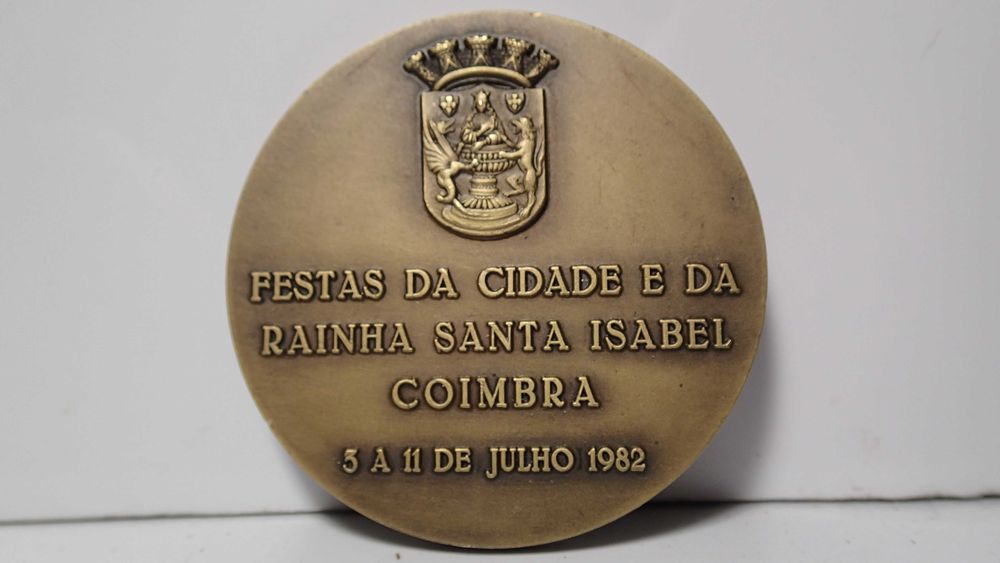 FESTAS DA CIDADE E DA
RAINHA SANTA ISABEL
COIMBRA
3 A 11 DE JULHO 1982